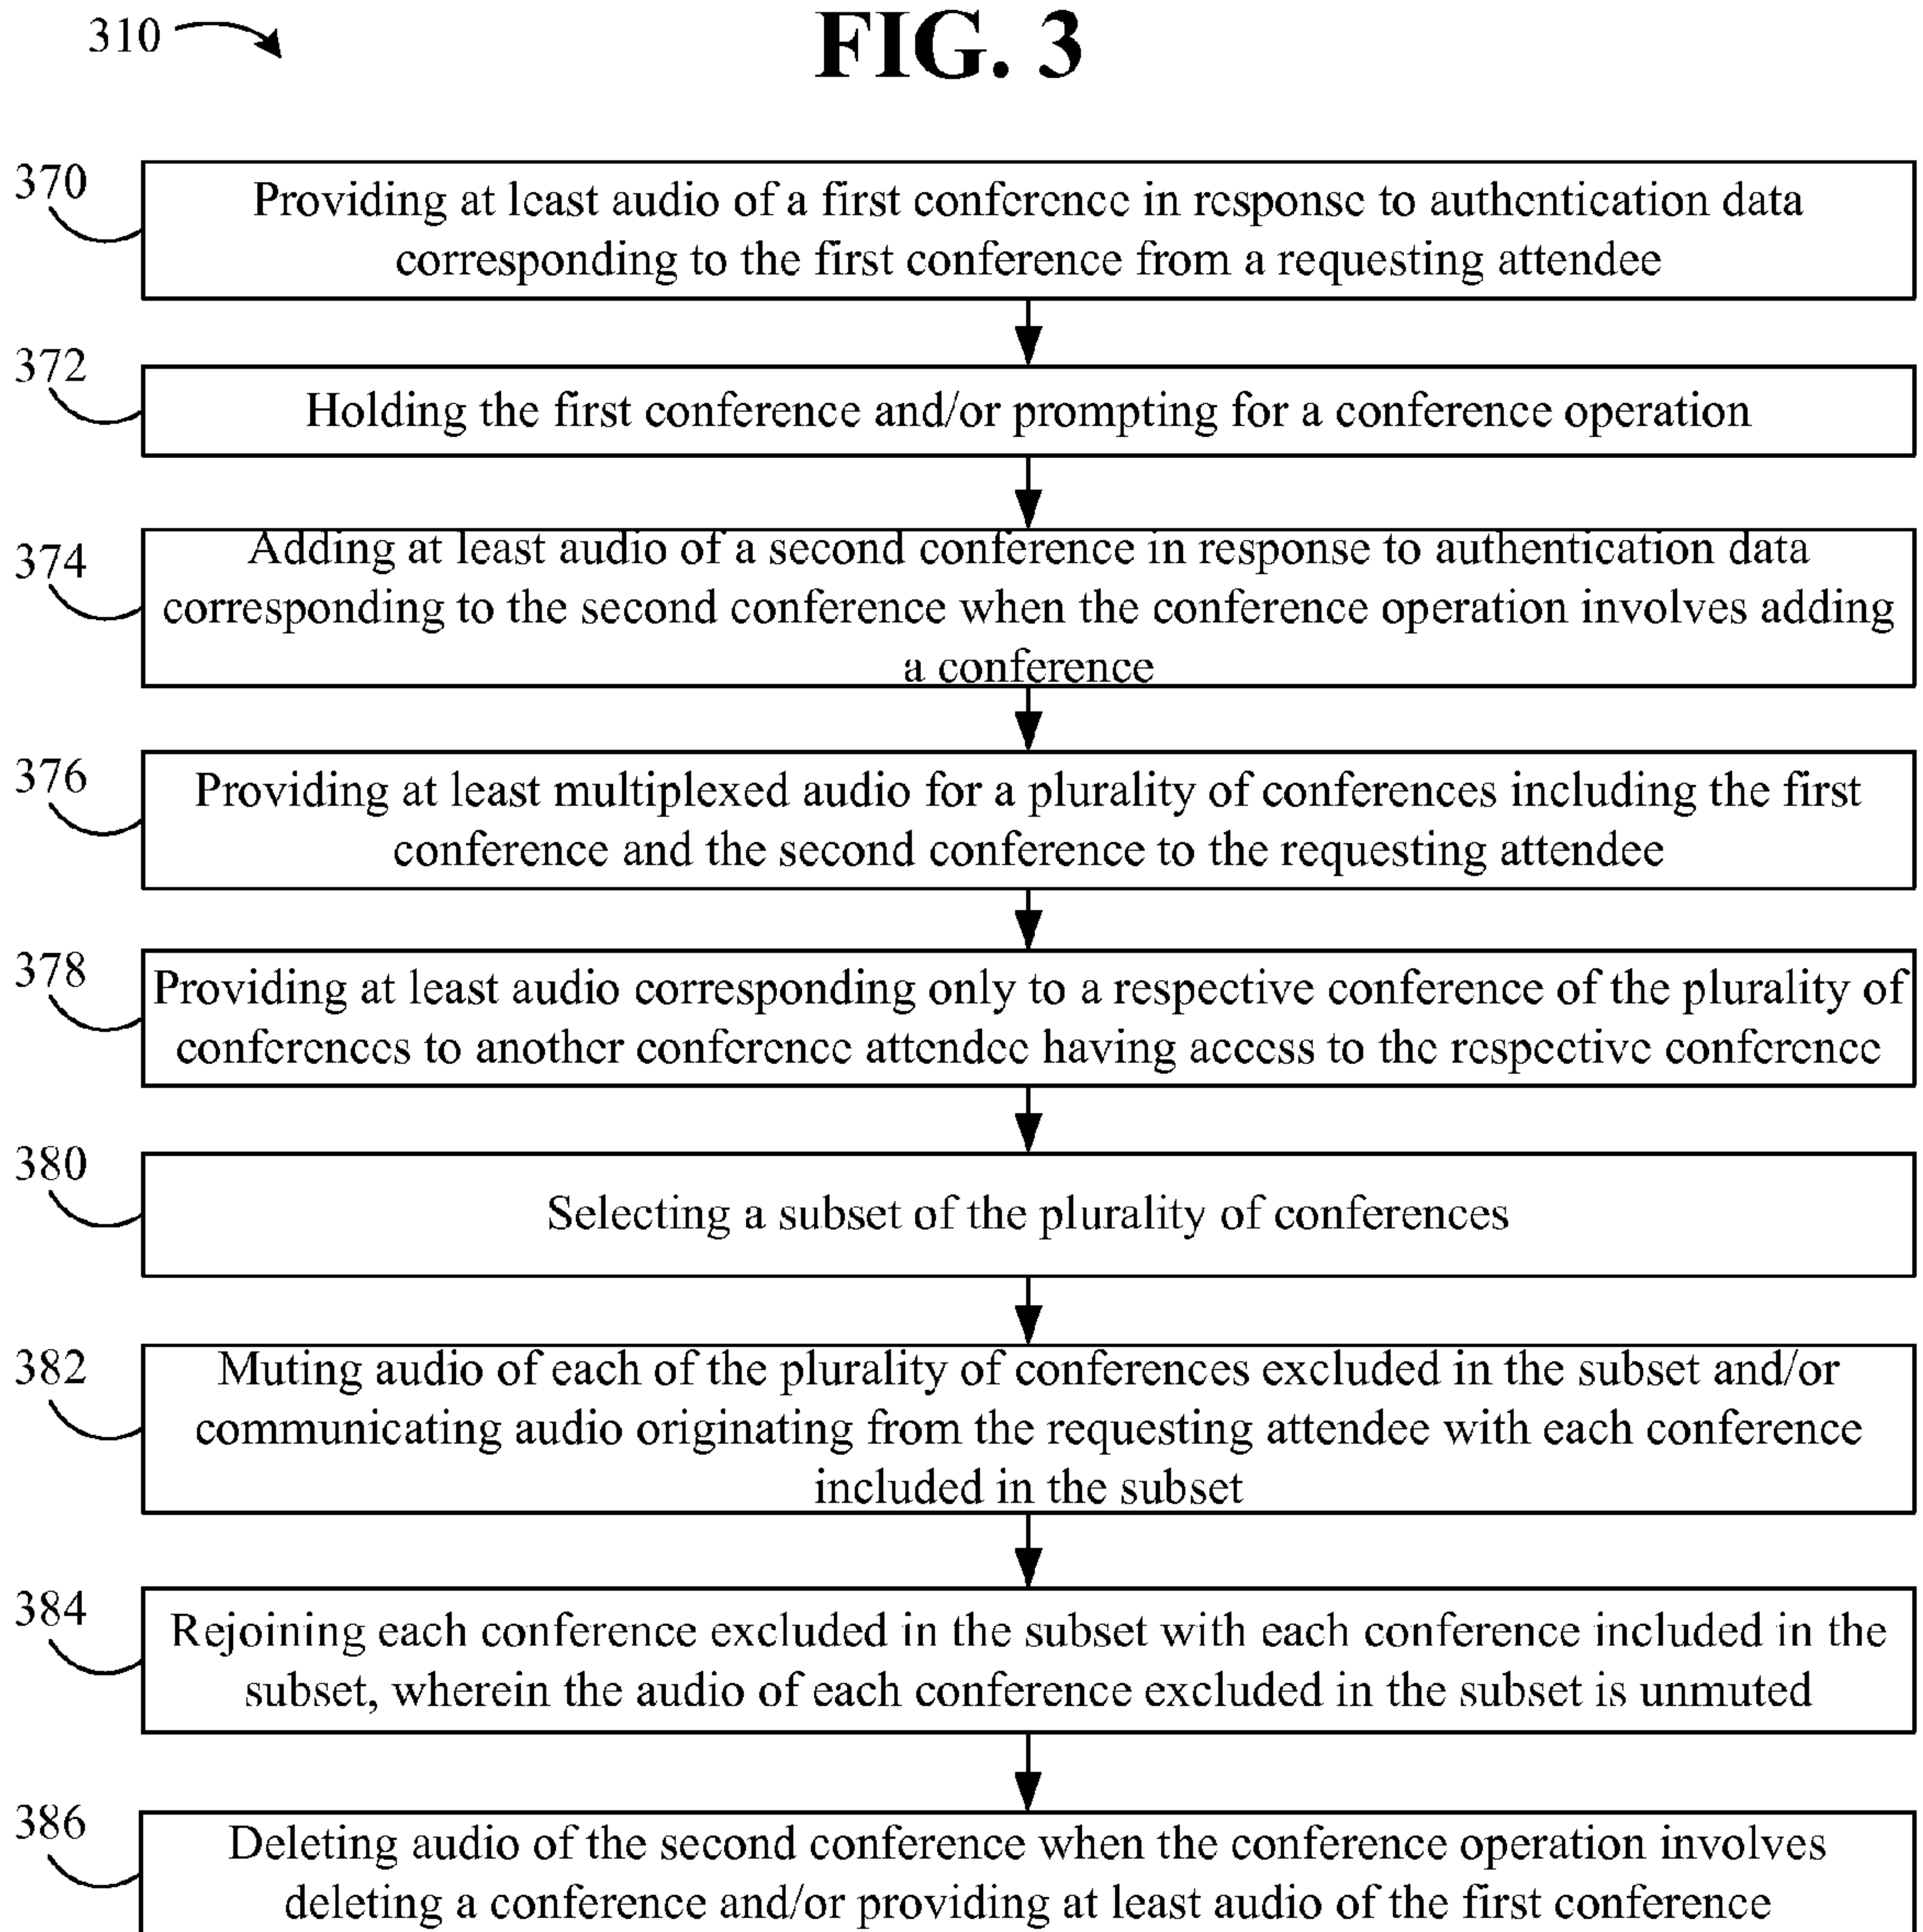 310
FIG. 3
370
Providing at least audio of a first conference in response to authentication data
corresponding to the first conference from a requesting attendee
372
Holding the first conference and/or prompting for a conference operation
374
Adding at least audio of a second conference in response to authentication data
corresponding to the second conference when the conference operation involves adding
a conference
376
Providing at least multiplexed audio for a plurality of conferences including the first
conference and the second conference to the requesting attendee
378
Providing at least audio corresponding only to a respective conference of the plurality of
conferences to another conference attendee having access to the respective conference
380
Selecting a subset of the plurality of conferences
382
Muting audio of each of the plurality of conferences excluded in the subset and/or
communicating audio originating from the requesting attendee with each conference
included in the subset
384
Rejoining each conference excluded in the subset with each conference included in the
subset, wherein the audio of each conference excluded in the subset is unmuted
386
Deleting audio of the second conference when the conference operation involves
deleting a conference and/or providing at least audio of the first conference